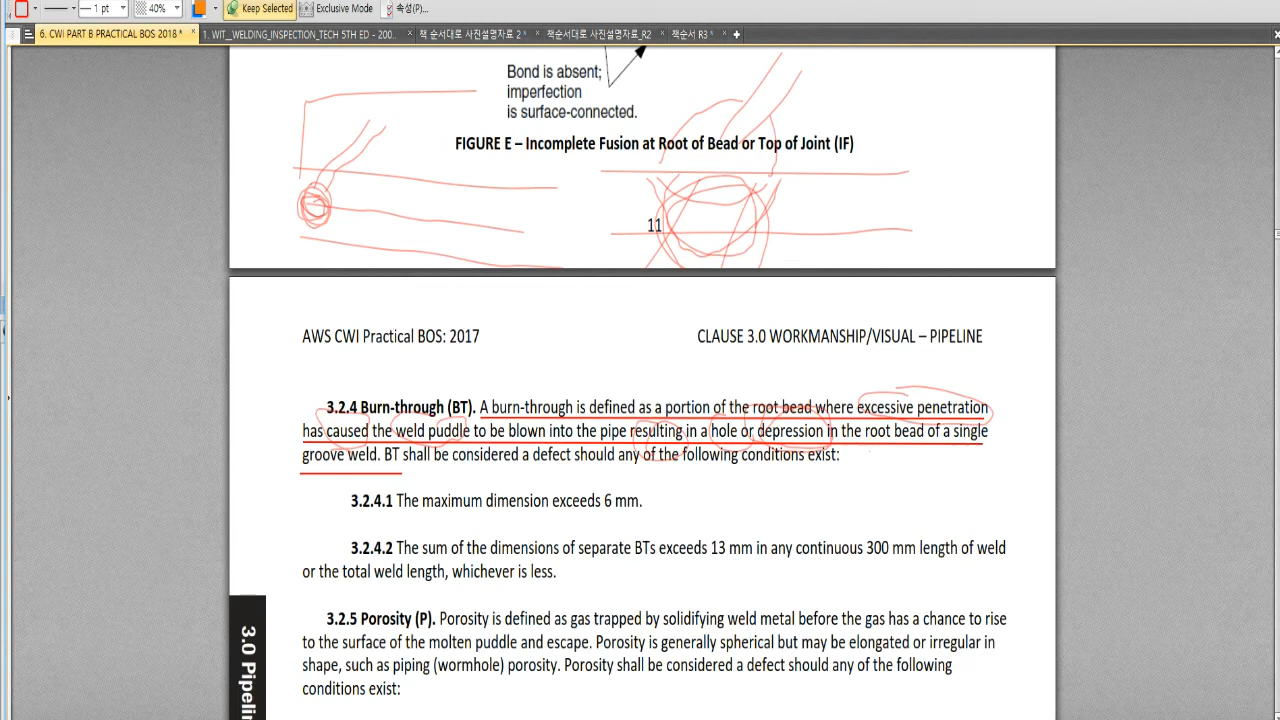 1 pt
40%
Keep Selected
Exclusive Mode
속성(P)...
6. CWI PART B PRACTICAL BOS 2018 *
1. WIT_WELDING_INSPECTION_TECH 5TH ED - 200...
책 순서대로 사진설명자료 2 *
책순서대로 사진설명자료_R2
책순서 R3 *
Bond is absent;
imperfection
is surface-connected.
FIGURE E – Incomplete Fusion at Root of Bead or Top of Joint (IF)
11
AWS CWI Practical BOS: 2017
CLAUSE 3.0 WORKMANSHIP/VISUAL – PIPELINE
3.2.4 Burn-through (BT). A burn-through is defined as a portion of the root bead where excessive penetration
has caused the weld puddle to be blown into the pipe resulting in a hole or depression in the root bead of a single
groove weld. BT shall be considered a defect should any of the following conditions exist:
3.2.4.1 The maximum dimension exceeds 6 mm.
3.2.4.2 The sum of the dimensions of separate BTs exceeds 13 mm in any continuous 300 mm length of weld
or the total weld length, whichever is less.
3.2.5 Porosity (P). Porosity is defined as gas trapped by solidifying weld metal before the gas has a chance to rise
to the surface of the molten puddle and escape. Porosity is generally spherical but may be elongated or irregular in
shape, such as piping (wormhole) porosity. Porosity shall be considered a defect should any of the following
conditions exist:
3.0 Pipelin